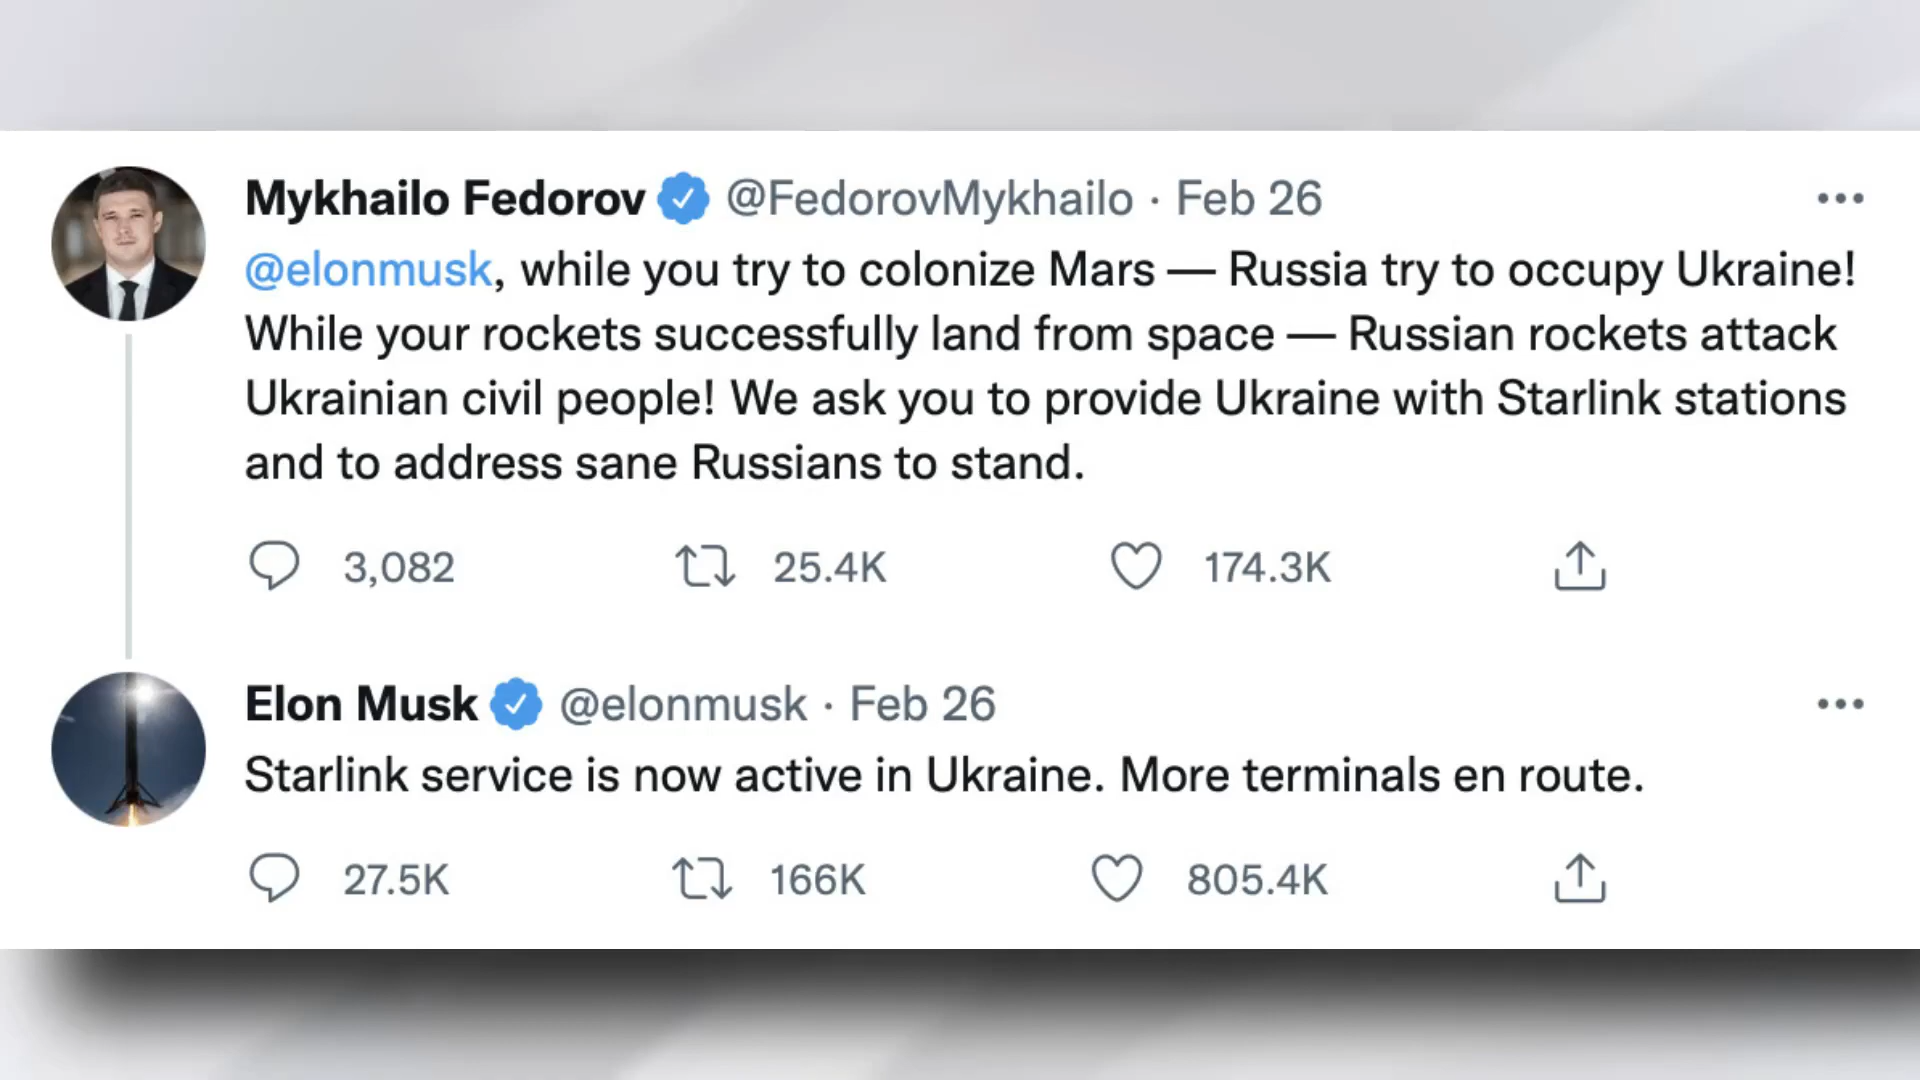 Mykhailo Fedorov @FedorovMykhailo · Feb 26
@elonmusk, while you try to colonize Mars — Russia try to occupy Ukraine!
While your rockets successfully land from space — Russian rockets attack
Ukrainian civil people! We ask you to provide Ukraine with Starlink stations
and to address sane Russians to stand.
3,082 25.4K 174.3K
Elon Musk @elonmusk · Feb 26
Starlink service is now active in Ukraine. More terminals en route.
27.5K 166K 805.4K